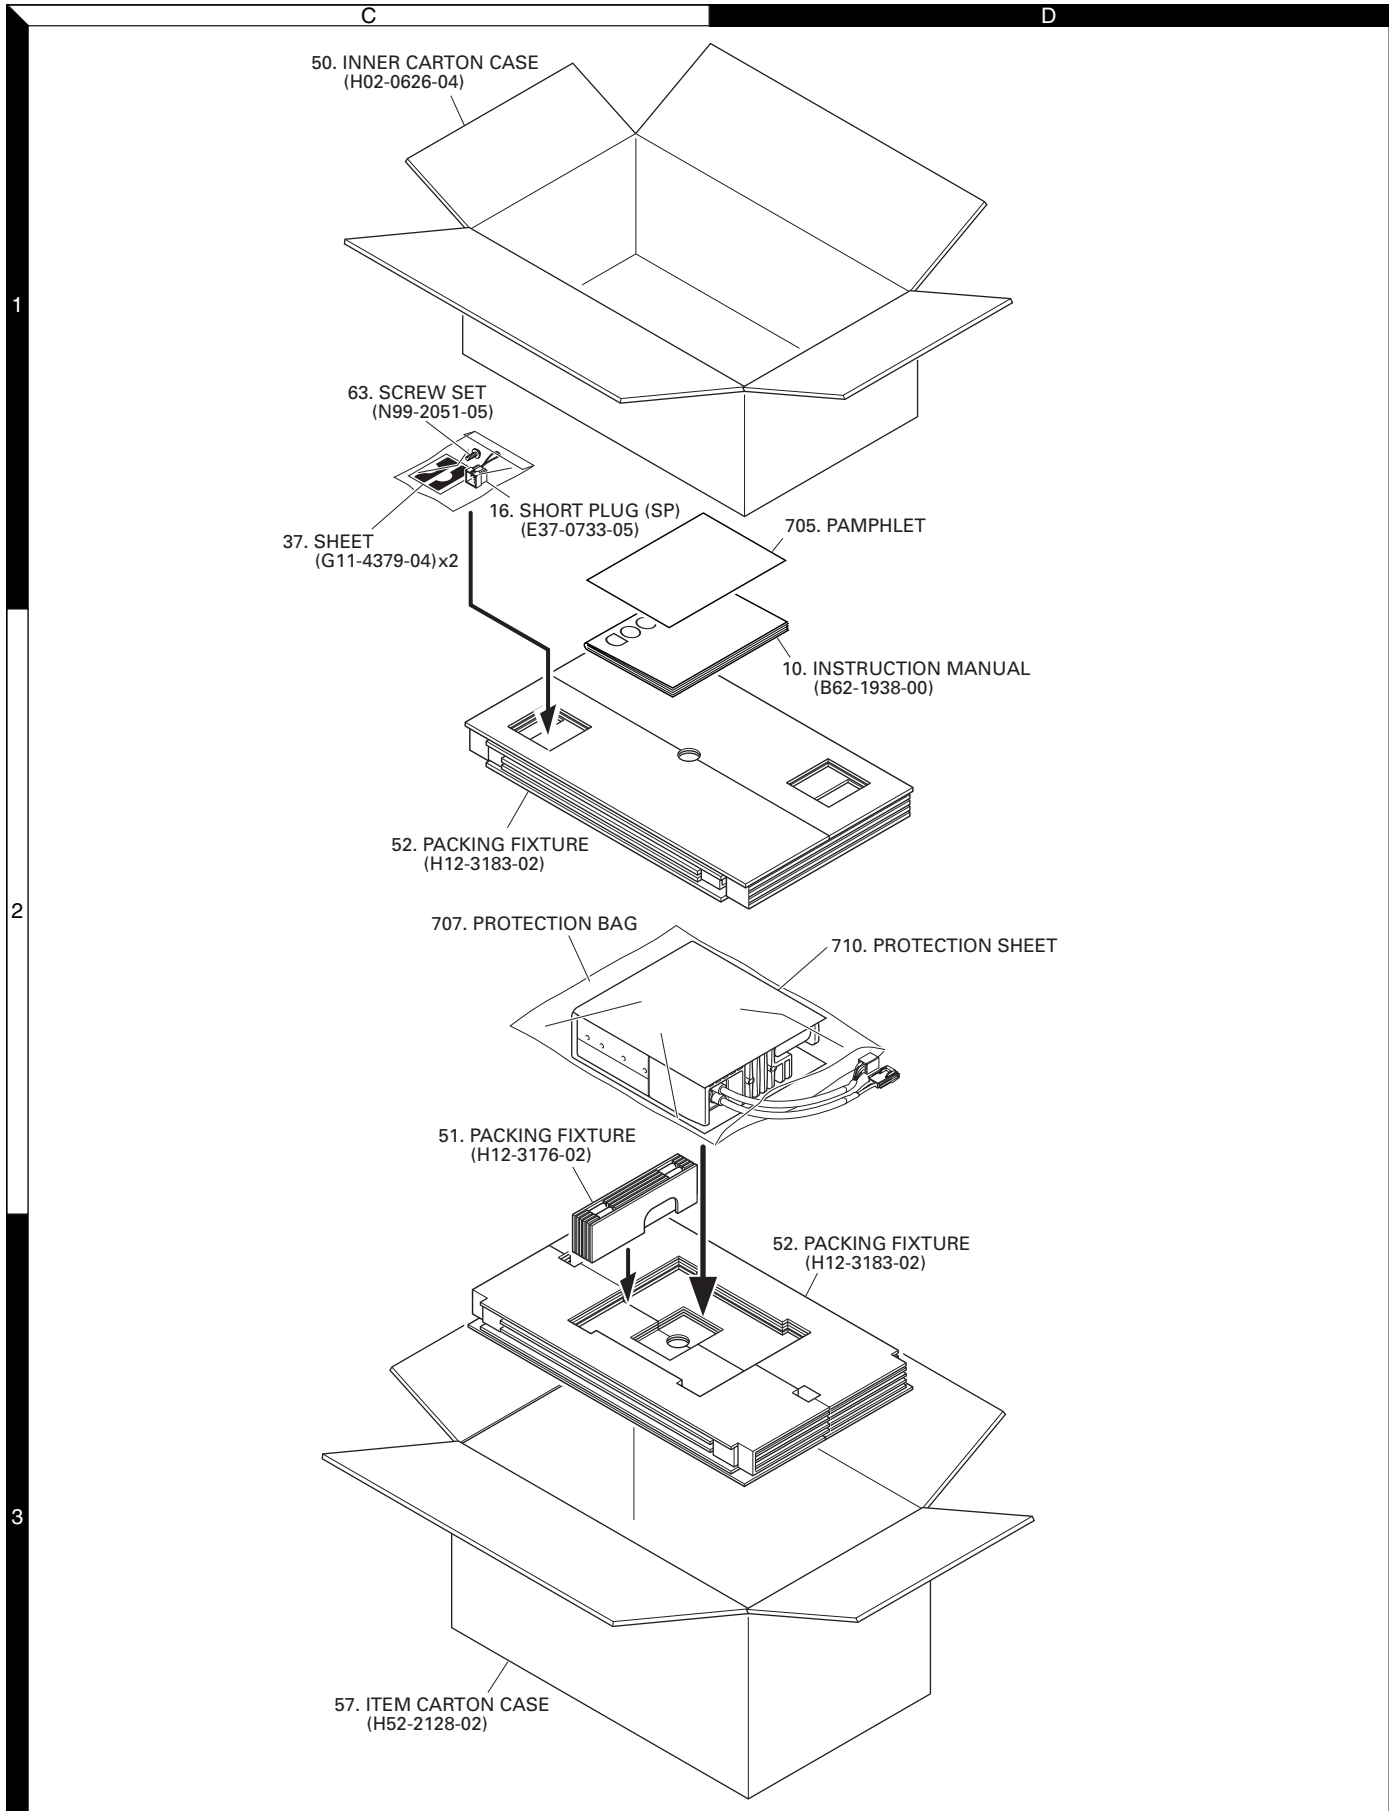 C
D
50. INNER CARTON CASE
(H02-0626-04)
1
63. SCREW SET
(N99-2051-05)
16. SHORT PLUG (SP)
(E37-0733-05)
705. PAMPHLET
37. SHEET
(G11-4379-04)x2
10. INSTRUCTION MANUAL
(B62-1938-00)
52. PACKING FIXTURE
(H12-3183-02)
2
707. PROTECTION BAG
710. PROTECTION SHEET
51. PACKING FIXTURE
(H12-3176-02)
52. PACKING FIXTURE
(H12-3183-02)
3
57. ITEM CARTON CASE
(H52-2128-02)